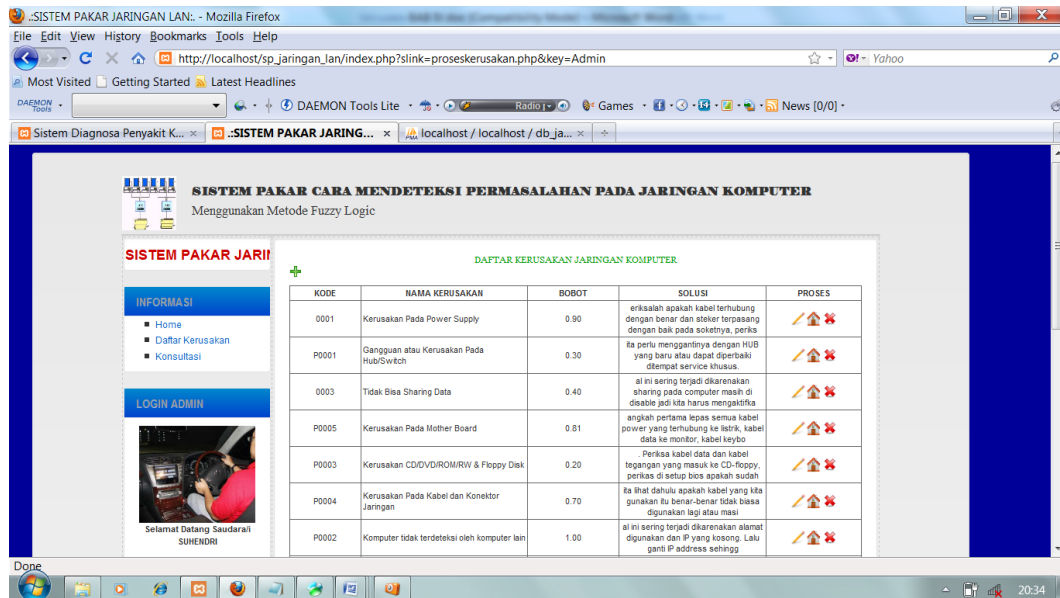 .:SISTEM PAKAR JARINGAN LAN:. - Mozilla Firefox
File Edit View History Bookmarks Tools Help
http://localhost/sp_jaringan_lan/index.php?slink=proseskerusakan.php&key=Admin
Yahoo
Most Visited Getting Started Latest Headlines
DAEMON Tools
DAEMON Tools Lite
Radio
Games
News [0/0]
Sistem Diagnosa Penyakit K...
.:SISTEM PAKAR JARING...
localhost / localhost / db_ja...
SISTEM PAKAR CARA MENDETEKSI PERMASALAHAN PADA JARINGAN KOMPUTER
Menggunakan Metode Fuzzy Logic
SISTEM PAKAR JARI
INFORMASI
Home
Daftar Kerusakan
Konsultasi
LOGIN ADMIN
Selamat Datang Saudara/i
SUHENDRI
DAFTAR KERUSAKAN JARINGAN KOMPUTER
KODE NAMA KERUSAKAN BOBOT SOLUSI PROSES
0001 Kerusakan Pada Power Supply 0.90
eriksalah apakah kabel terhubung
dengan benar dan steker terpasang
dengan baik pada soketnya, periks
P0001 Gangguan atau Kerusakan Pada
Hub/Switch 0.30
ita perlu menggantinya dengan HUB
yang baru atau dapat diperbaiki
ditempat service khusus.
0003 Tidak Bisa Sharing Data 0.40
al ini sering terjadi dikarenakan
sharing pada computer masih di
disable jadi kita harus mengaktifka
P0005 Kerusakan Pada Mother Board 0.81
angkah pertama lepas semua kabel
power yang terhubung ke listrik, kabel
data ke monitor, kabel keybo
P0003 Kerusakan CD/DVD/ROM/RW & Floppy Disk 0.20
. Periksa kabel data dan kabel
tegangan yang masuk ke CD-floppy,
perikas di setup bios apakah sudah
P0004 Kerusakan Pada Kabel dan Konektor
Jaringan 0.70
ita lihat dahulu apakah kabel yang kita
gunakan itu benar-benar tidak biasa
digunakan lagi atau masi
P0002 Komputer tidak terdeteksi oleh komputer lain 1.00
al ini sering terjadi dikarenakan alamat
digunakan dan IP yang kosong. Lalu
ganti IP address sehingg
Done
20:34